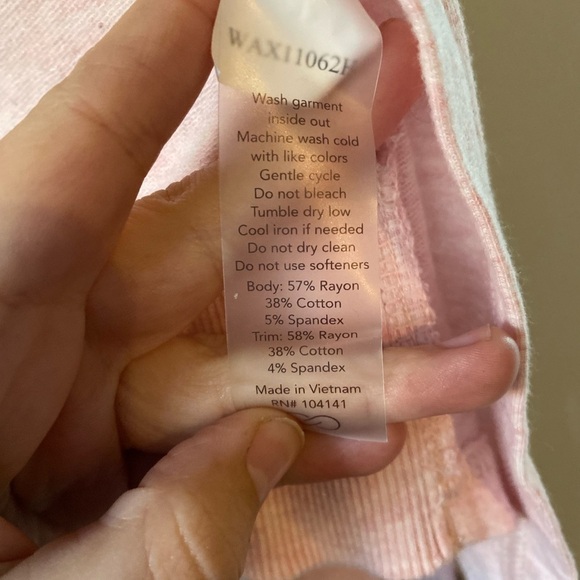 WAX11062H
Wash garment
inside out
Machine wash cold
with like colors
Gentle cycle
Do not bleach
Tumble dry low
Cool iron if needed
Do not dry clean
Do not use softeners
Body: 57% Rayon
38% Cotton
5% Spandex
Trim: 58% Rayon
38% Cotton
4% Spandex
Made in Vietnam
RN# 104141